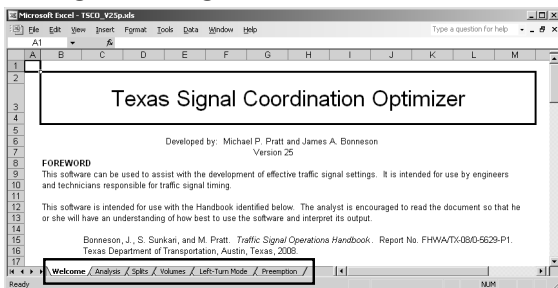 Microsoft Excel - TSCO_V25p.xls
File Edit View Insert Format Tools Data Window Help Type a question for help
A1 fx
A B C D E F G H I J K L M
1
2
3 Texas Signal Coordination Optimizer
4
5
6 Developed by: Michael P. Pratt and James A. Bonneson
7 Version 25
8 FOREWORD
9 This software can be used to assist with the development of effective traffic signal settings. It is intended for use by engineers
10 and technicians responsible for traffic signal timing.
11
12 This software is intended for use with the Handbook identified below. The analyst is encouraged to read the document so that he
13 or she will have an understanding of how best to use the software and interpret its output.
14
15 Bonneson, J., S. Sunkari, and M. Pratt. Traffic Signal Operations Handbook. Report No. FHWA/TX-08/0-5629-P1.
16 Texas Department of Transportation, Austin, Texas, 2008.
17
Welcome / Analysis / Splits / Volumes / Left-Turn Mode / Preemption /
Ready NUM